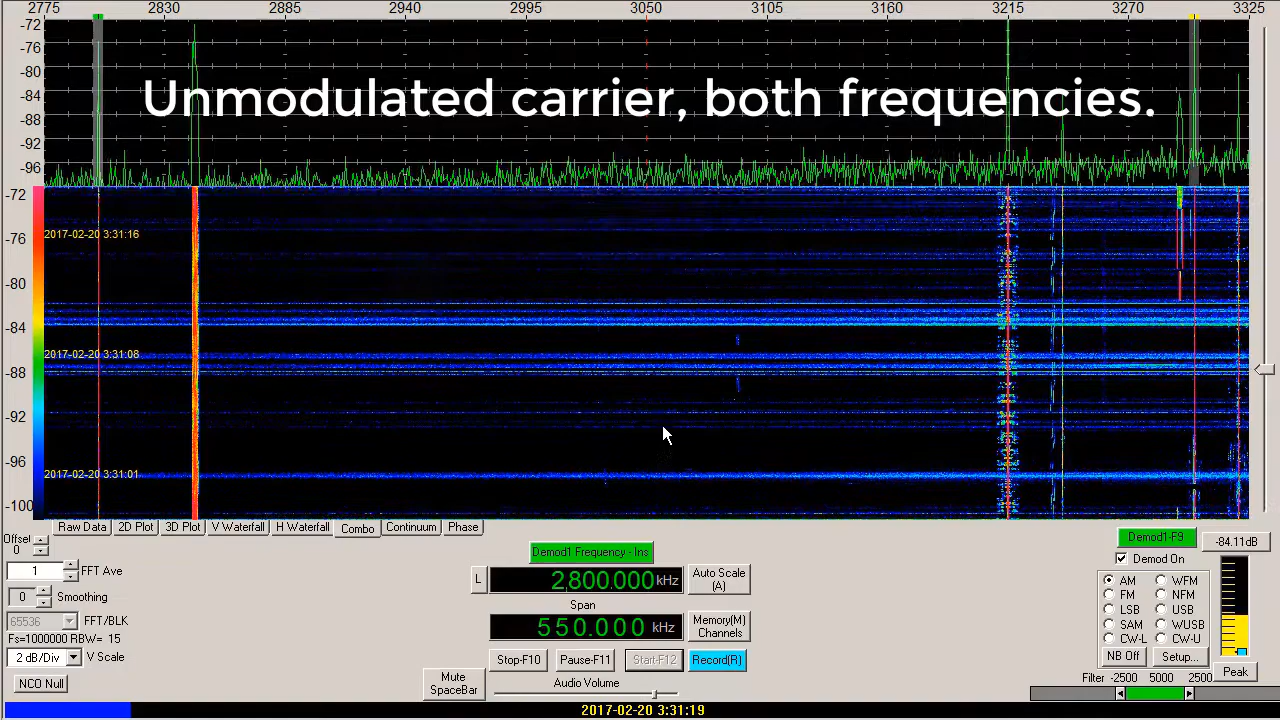 2775 2830 2885 2940 2995 3050 3105 3160 3215 3270 3325
-72
-76
-80
-84
-88
-92
-96
Unmodulated carrier, both frequencies.
-72
-76
-80
-84
-88
-92
-96
-100
2017-02-20 3:31:16
2017-02-20 3:31:08
2017-02-20 3:31:01
Raw Data 2D Plot 3D Plot V Waterfall H Waterfall Combo Continuum Phase
Offset
0
1 FFT Ave
0 Smoothing
65536 FFT/BLK
Fs=1000000 RBW= 15
2 dB/Div V Scale
NCO Null
Demod1 Frequency - Ins
L 2,800.000 kHz
Span
550.000 kHz
Auto Scale
(A)
Memory(M)
Channels
Stop-F10 Pause-F11 Start-F12 Record(R)
Mute
SpaceBar
Audio Volume
Demod1-F9 -84.11dB
Demod On
AM WFM
FM NFM
LSB USB
SAM WUSB
CW-L CW-U
NB Off Setup...
Peak
Filter -2500 5000 2500
2017-02-20 3:31:19